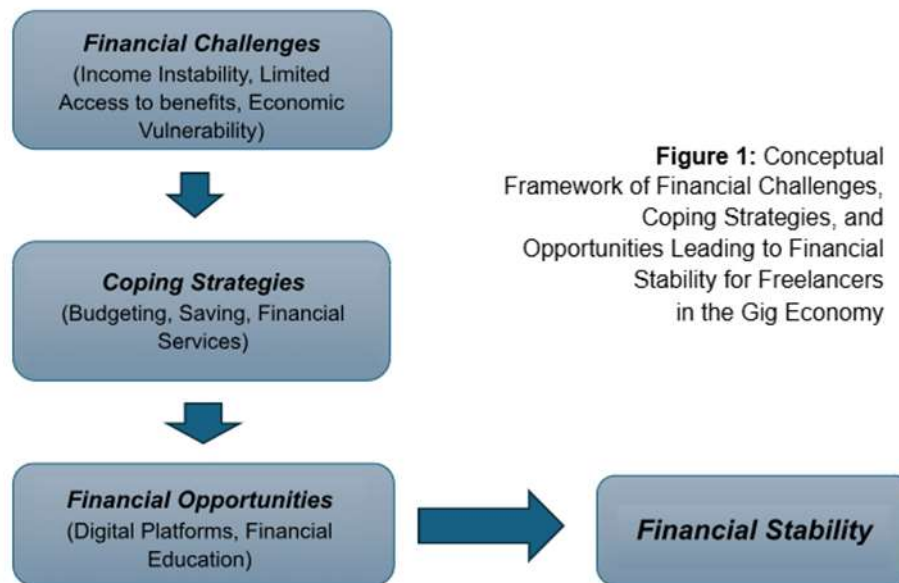 Financial Challenges
(Income Instability, Limited
Access to benefits, Economic
Vulnerability)
Figure 1: Conceptual
Framework of Financial Challenges,
Coping Strategies, and
Opportunities Leading to Financial
Stability for Freelancers
in the Gig Economy
Coping Strategies
(Budgeting, Saving, Financial
Services)
Financial Opportunities
(Digital Platforms, Financial
Education)
Financial Stability